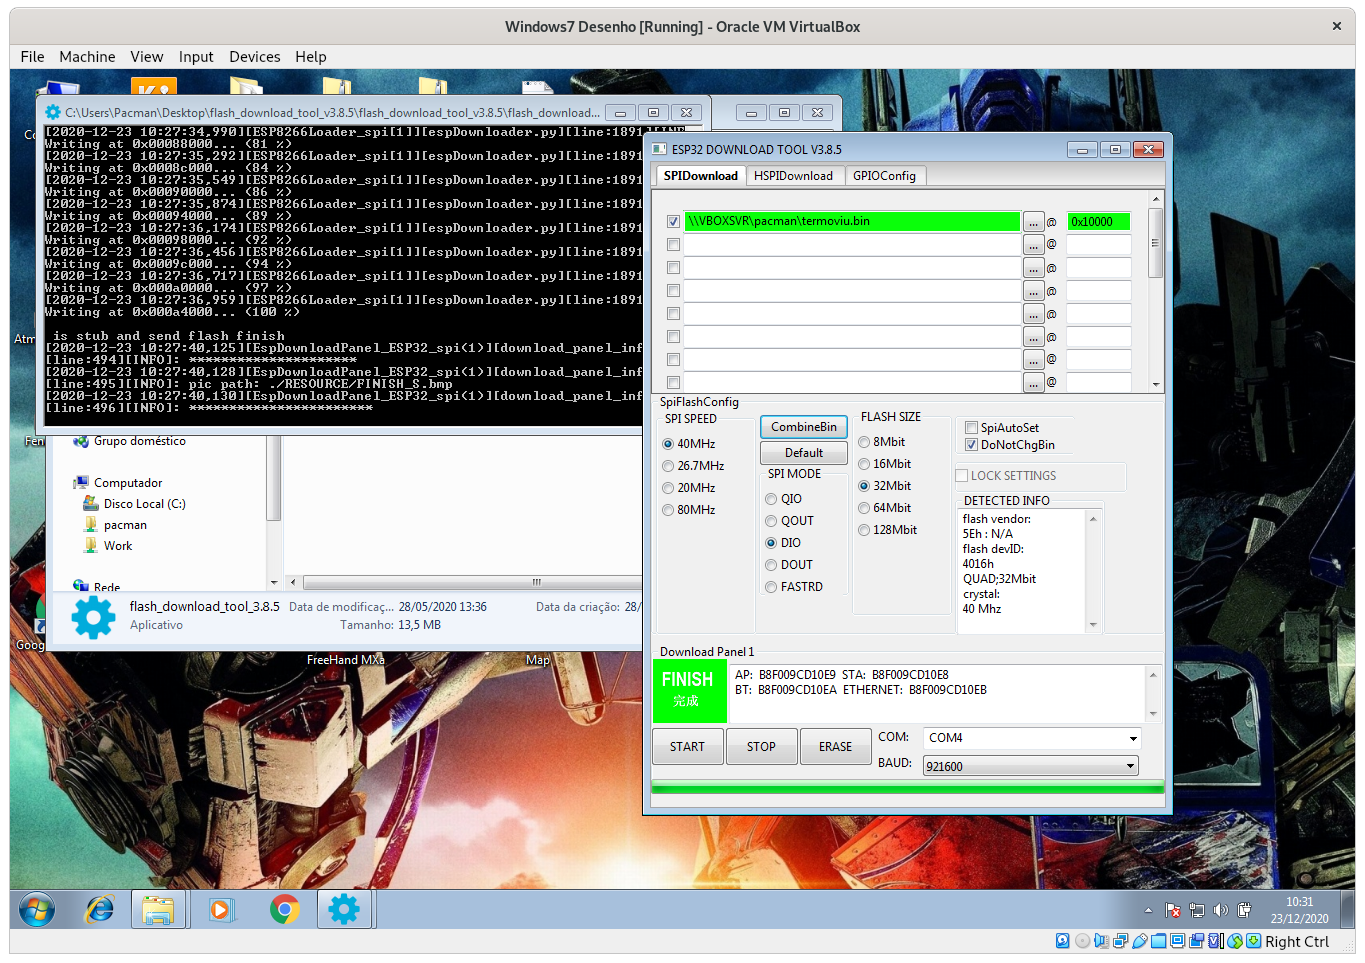 Windows7 Desenho [Running] - Oracle VM VirtualBox
File Machine View Input Devices Help
C:\Users\Pacman\Desktop\flash_download_tool_v3.8.5\flash_download_tool_v3.8.5\flash_download...
[2020-12-23 10:27:34,990][ESP8266Loader_spi[1]][espDownloader.py][line:1891][INF
Writing at 0x00088000... (81 %)
[2020-12-23 10:27:35,292][ESP8266Loader_spi[1]][espDownloader.py][line:1891
Writing at 0x0008c000... (84 %)
[2020-12-23 10:27:35,549][ESP8266Loader_spi[1]][espDownloader.py][line:1891
Writing at 0x00090000... (86 %)
[2020-12-23 10:27:35,874][ESP8266Loader_spi[1]][espDownloader.py][line:1891
Writing at 0x00094000... (89 %)
[2020-12-23 10:27:36,174][ESP8266Loader_spi[1]][espDownloader.py][line:1891
Writing at 0x00098000... (92 %)
[2020-12-23 10:27:36,456][ESP8266Loader_spi[1]][espDownloader.py][line:1891
Writing at 0x0009c000... (94 %)
[2020-12-23 10:27:36,717][ESP8266Loader_spi[1]][espDownloader.py][line:1891
Writing at 0x000a0000... (97 %)
[2020-12-23 10:27:36,959][ESP8266Loader_spi[1]][espDownloader.py][line:1891
Writing at 0x000a4000... (100 %)
is stub and send flash finish
[2020-12-23 10:27:40,125][EspDownloadPanel_ESP32_spi(1)][download_panel_inf
[line:494][INFO]: **********************
[2020-12-23 10:27:40,128][EspDownloadPanel_ESP32_spi(1)][download_panel_inf
[line:495][INFO]: pic path: ./RESOURCE/FINISH_S.bmp
[2020-12-23 10:27:40,130][EspDownloadPanel_ESP32_spi(1)][download_panel_inf
[line:496][INFO]: ************************
Grupo doméstico
Computador
Disco Local (C:)
pacman
Work
Rede
flash_download_tool_3.8.5 Data de modificaç... 28/05/2020 13:36 Data da criação: 28/
Aplicativo Tamanho: 13,5 MB
Goog
FreeHand MXa
Map
ESP32 DOWNLOAD TOOL V3.8.5
SPIDownload HSPIDownload GPIOConfig
\\VBOXSVR\pacman\termoviu.bin ... @ 0x10000
... @
... @
... @
... @
... @
... @
... @
SpiFlashConfig
SPI SPEED
40MHz
26.7MHz
20MHz
80MHz
CombineBin
Default
SPI MODE
QIO
QOUT
DIO
DOUT
FASTRD
FLASH SIZE
8Mbit
16Mbit
32Mbit
64Mbit
128Mbit
SpiAutoSet
DoNotChgBin
LOCK SETTINGS
DETECTED INFO
flash vendor:
5Eh : N/A
flash devID:
4016h
QUAD;32Mbit
crystal:
40 Mhz
Download Panel 1
FINISH
完成
AP: B8F009CD10E9 STA: B8F009CD10E8
BT: B8F009CD10EA ETHERNET: B8F009CD10EB
START STOP ERASE
COM: COM4
BAUD: 921600
10:31
23/12/2020
Right Ctrl